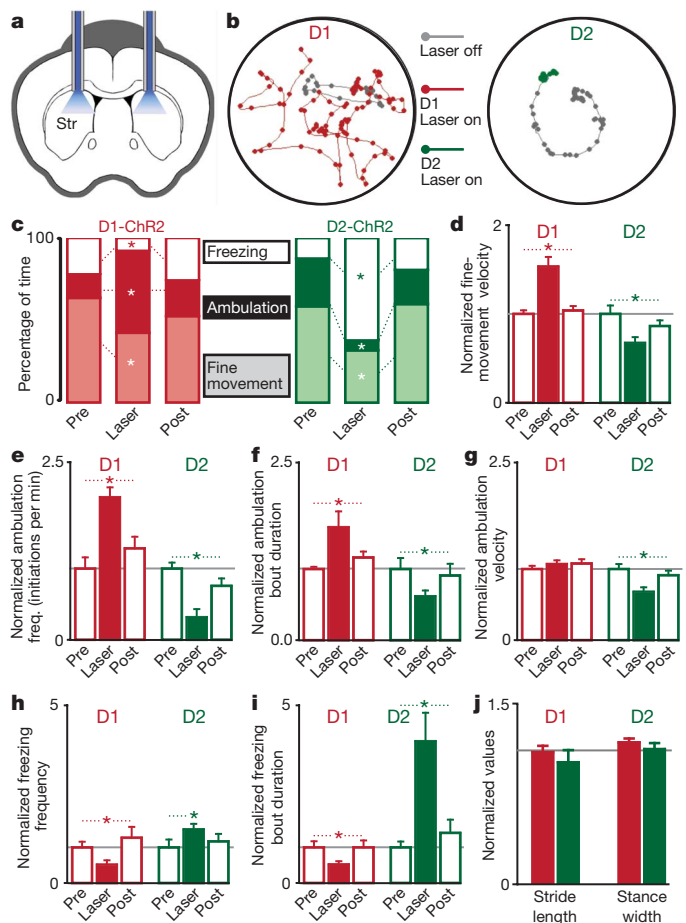 a
Str
b
D1
Laser off
D1
Laser on
D2
Laser on
D2
c
D1-ChR2
D2-ChR2
Percentage of time
100
0
*
*
*
Freezing
Ambulation
Fine
movement
*
*
*
Pre
Laser
Post
Pre
Laser
Post
d
Normalized fine-
movement velocity
2
0
D1
D2
*
*
Pre
Laser
Post
Pre
Laser
Post
e
Normalized ambulation
freq. (initiations per min)
2.5
0
D1
D2
*
*
Pre
Laser
Post
Pre
Laser
Post
f
Normalized ambulation
bout duration
2.5
0.0
D1
D2
*
*
Pre
Laser
Post
Pre
Laser
Post
g
Normalized ambulation
velocity
2.5
0
D1
D2
*
Pre
Laser
Post
Pre
Laser
Post
h
Normalized freezing
frequency
5
0
D1
D2
*
*
Pre
Laser
Post
Pre
Laser
Post
i
Normalized freezing
bout duration
5
0
D1
D2
*
*
Pre
Laser
Post
Pre
Laser
Post
j
Normalized values
1.5
0
D1
D2
Stride
length
Stance
width